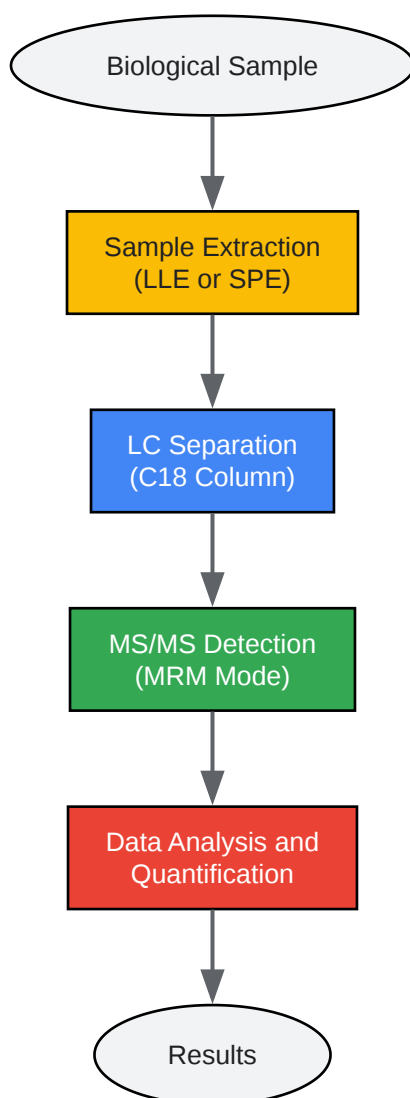 Biological Sample
Sample Extraction
(LLE or SPE)
LC Separation
(C18 Column)
MS/MS Detection
(MRM Mode)
Data Analysis and
Quantification
Results